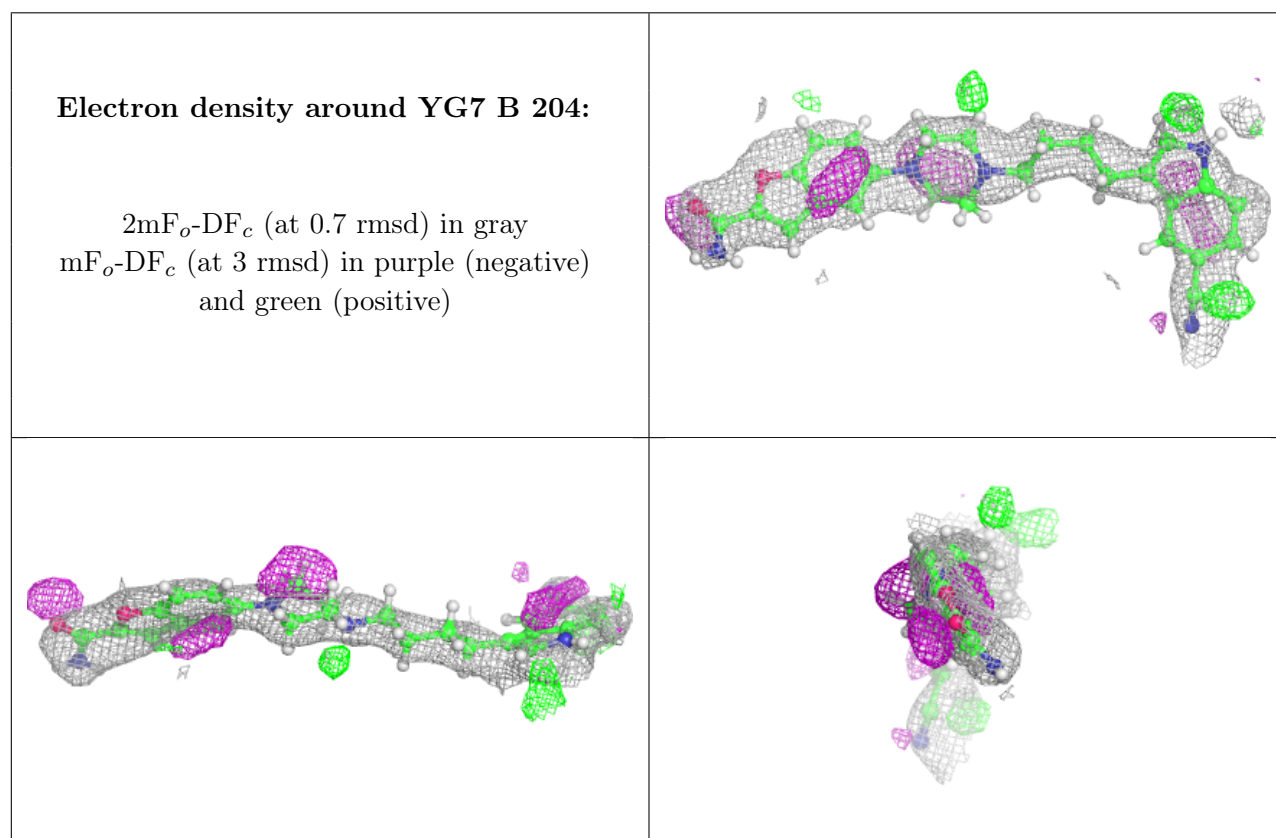 Electron density around YG7 B 204:
2mFo-DFc (at 0.7 rmsd) in gray
mFo-DFc (at 3 rmsd) in purple (negative)
and green (positive)